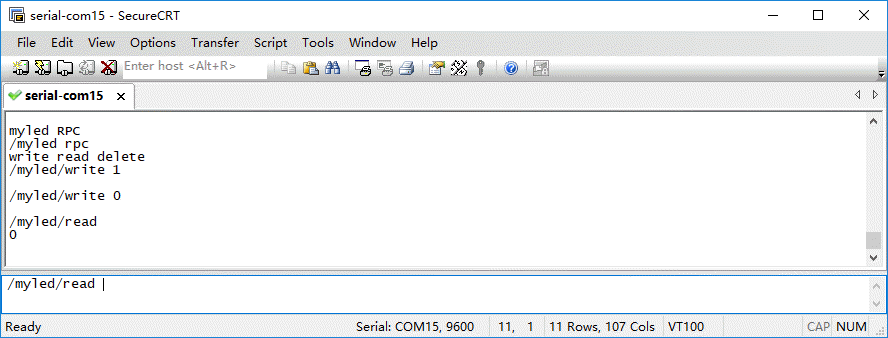 serial-com15 - SecureCRT
File Edit View Options Transfer Script Tools Window Help
Enter host <Alt+R>
serial-com15
myled RPC
/myled rpc
write read delete
/myled/write 1
/myled/write 0
/myled/read
0
/myled/read
Ready Serial: COM15, 9600 11, 1 11 Rows, 107 Cols VT100 CAP NUM